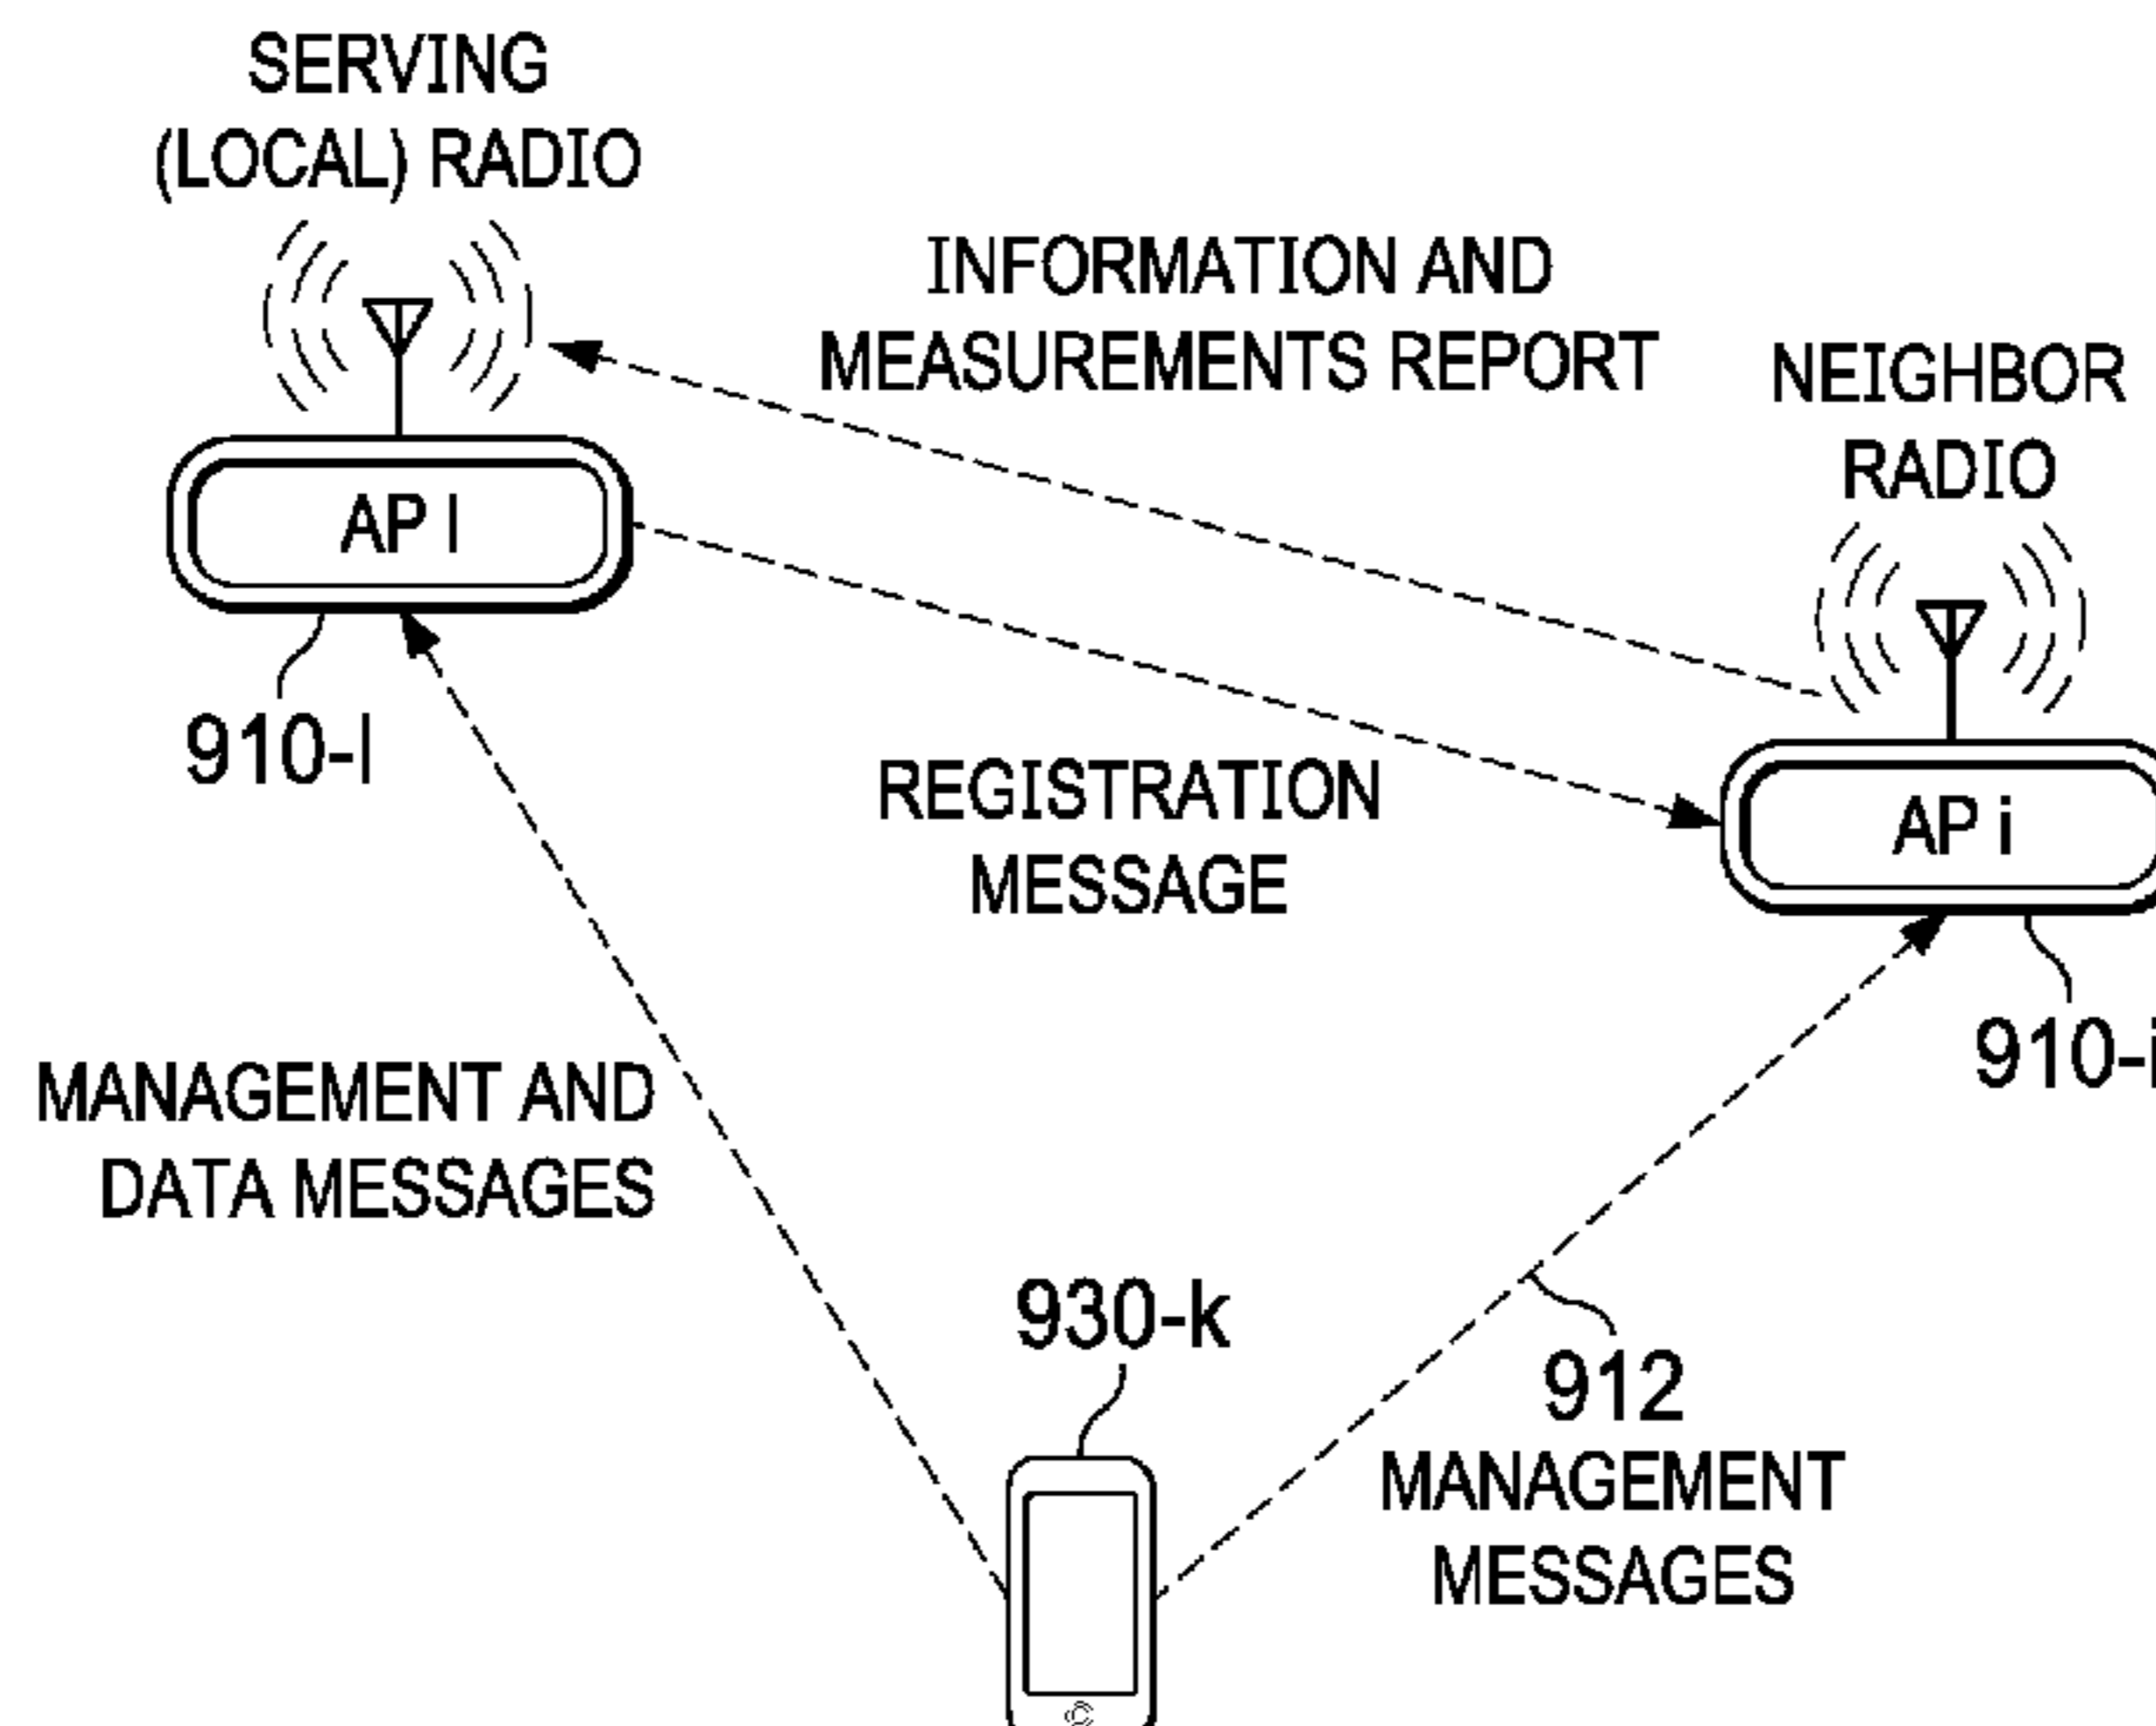 SERVING
(LOCAL) RADIO
INFORMATION AND
MEASUREMENTS REPORT
NEIGHBOR
RADIO
AP l
910-l
REGISTRATION
MESSAGE
AP i
910-i
MANAGEMENT AND
DATA MESSAGES
930-k
912
MANAGEMENT
MESSAGES